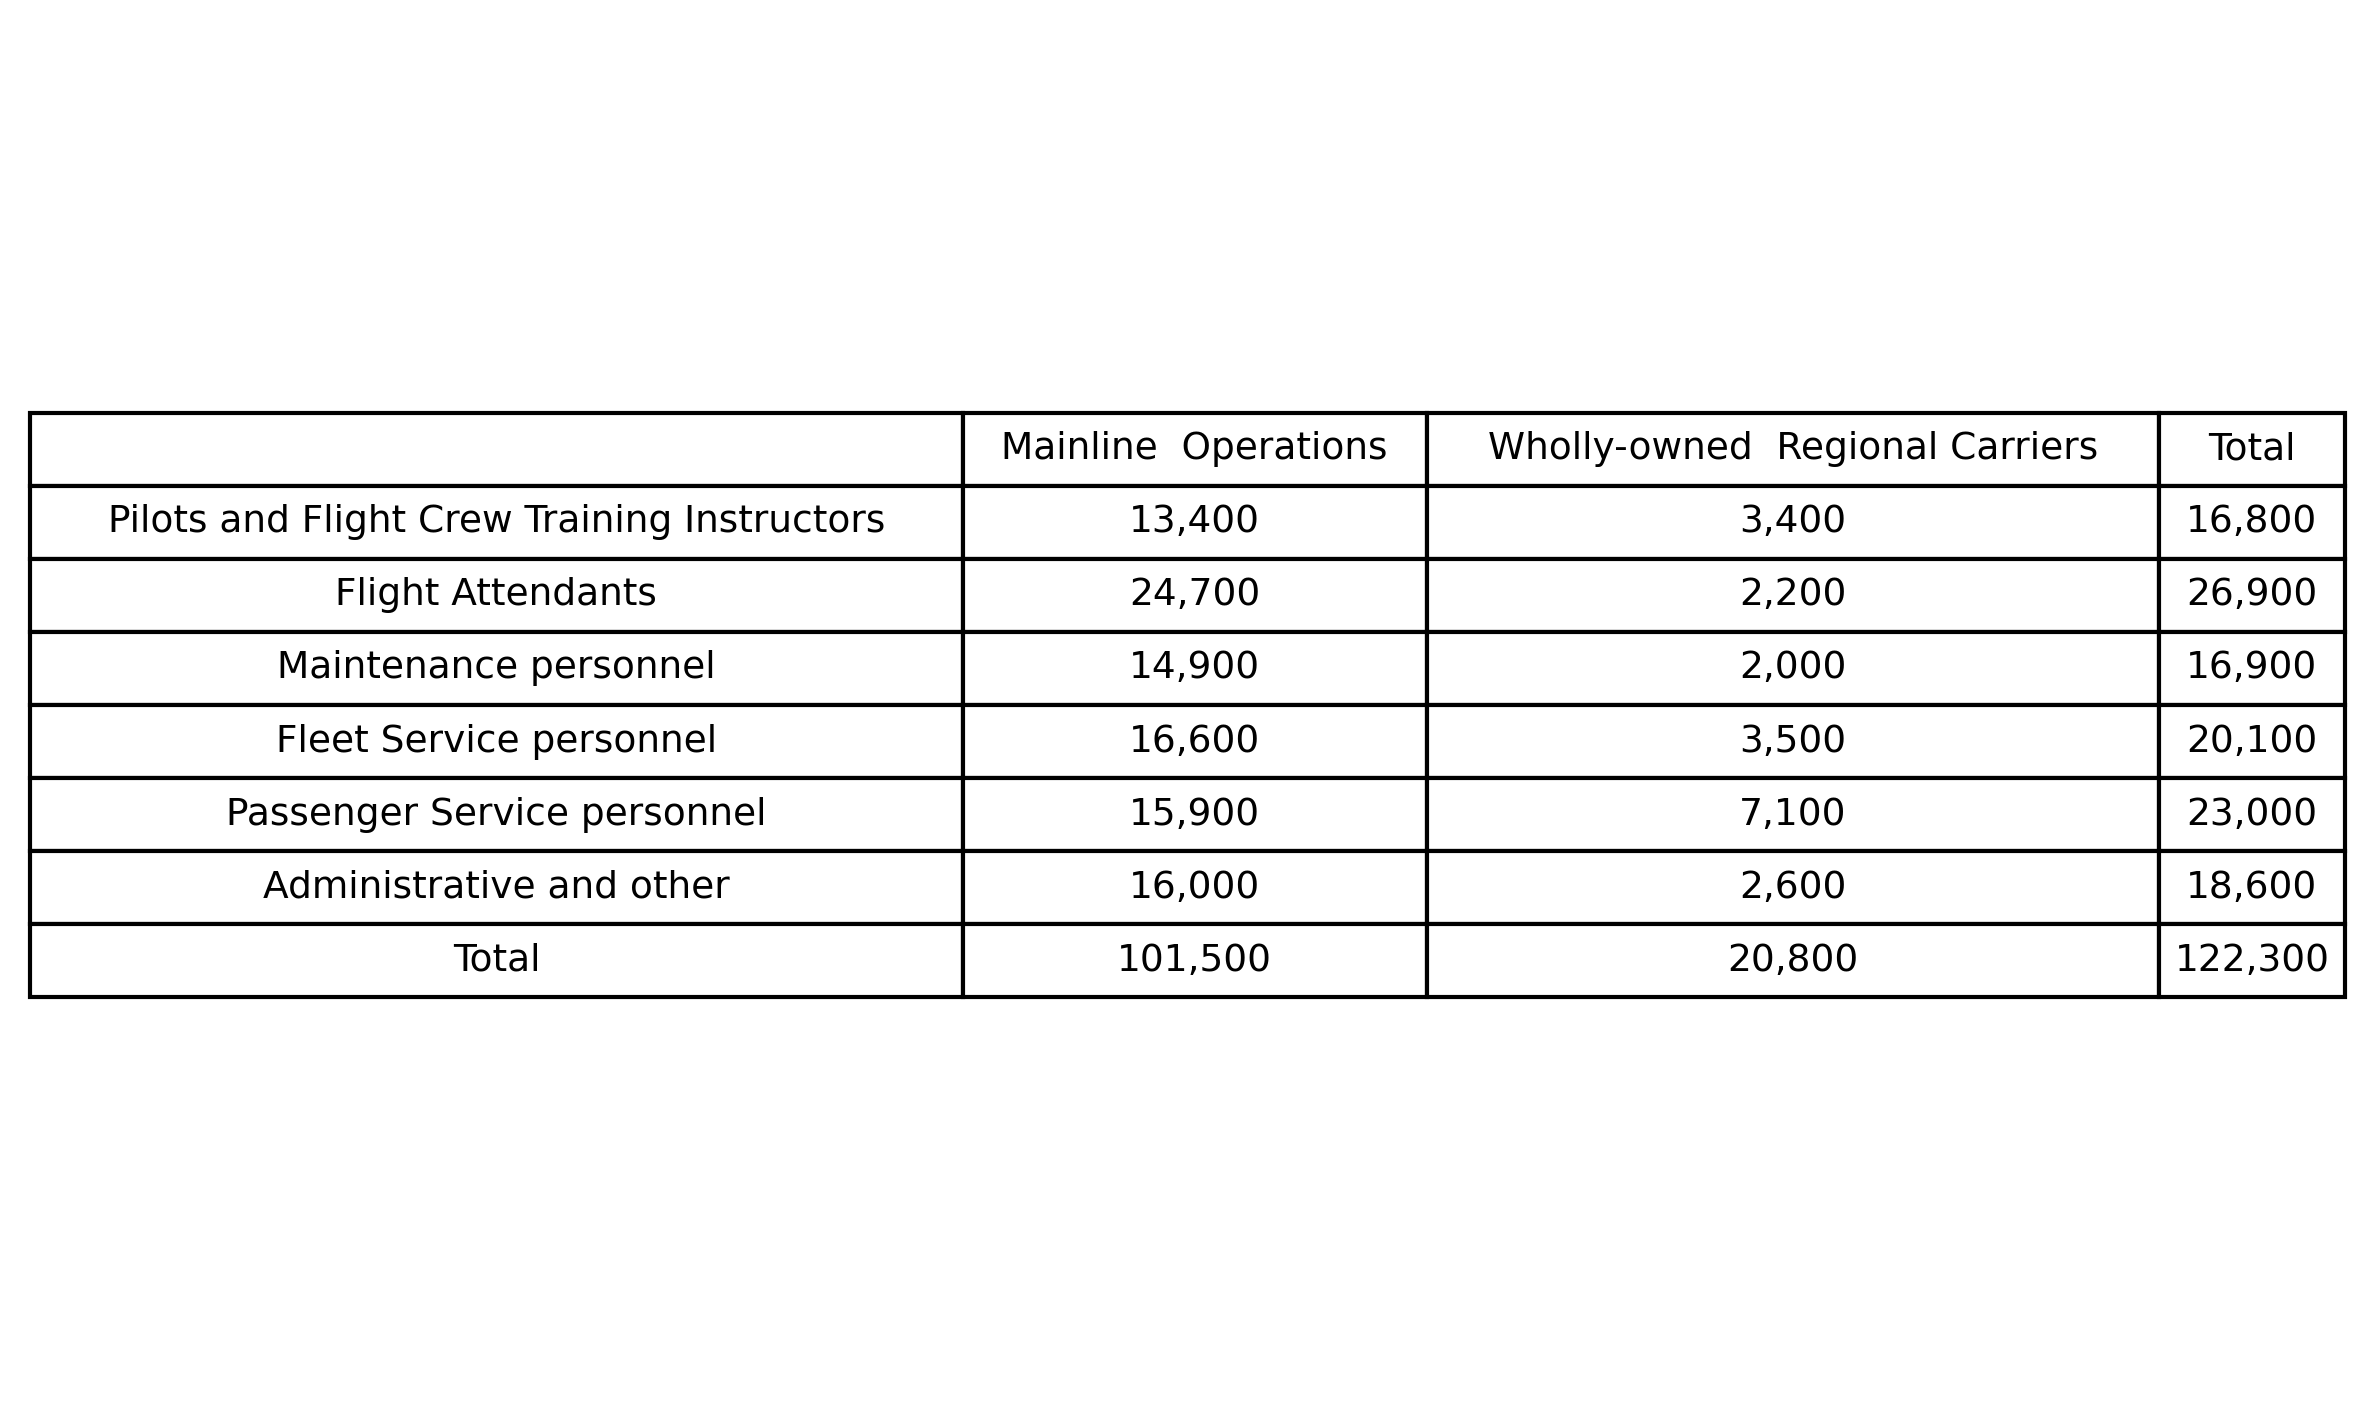 Mainline  Operations Wholly-owned  Regional Carriers Total
Pilots and Flight Crew Training Instructors 13,400 3,400 16,800
Flight Attendants 24,700 2,200 26,900
Maintenance personnel 14,900 2,000 16,900
Fleet Service personnel 16,600 3,500 20,100
Passenger Service personnel 15,900 7,100 23,000
Administrative and other 16,000 2,600 18,600
Total 101,500 20,800 122,300